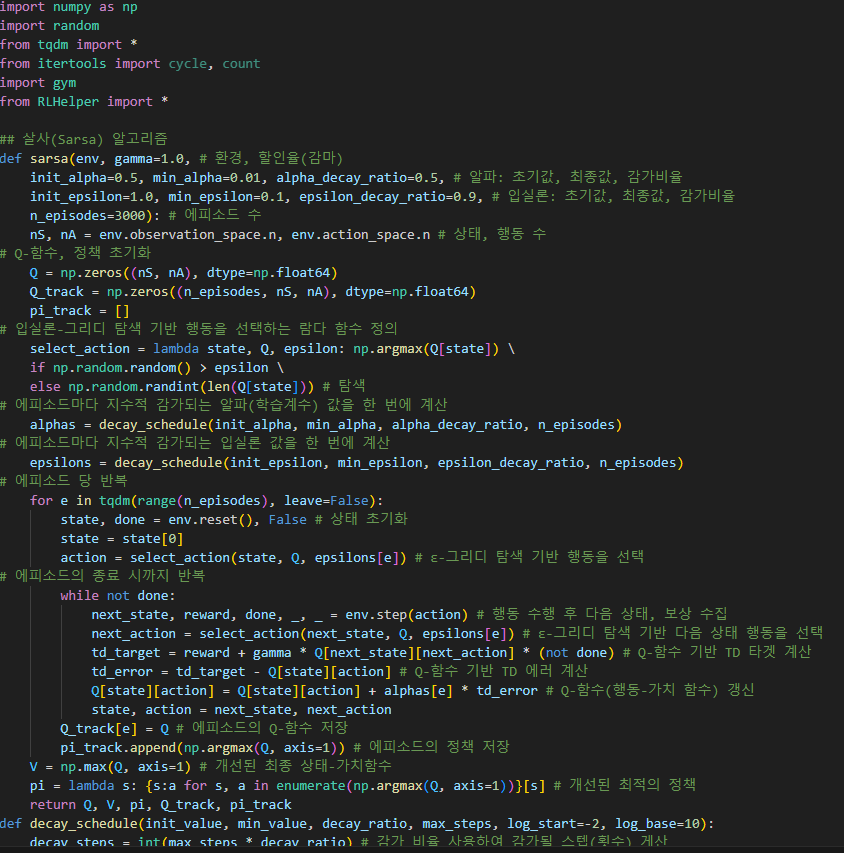 import numpy as np
import random
from tqdm import *
from itertools import cycle, count
import gym
from RLHelper import *
## 살사(Sarsa) 알고리즘
def sarsa(env, gamma=1.0, # 환경, 할인율(감마)
    init_alpha=0.5, min_alpha=0.01, alpha_decay_ratio=0.5, # 알파: 초기값, 최종값, 감가비율
    init_epsilon=1.0, min_epsilon=0.1, epsilon_decay_ratio=0.9, # 입실론: 초기값, 최종값, 감가비율
    n_episodes=3000): # 에피소드 수
    nS, nA = env.observation_space.n, env.action_space.n # 상태, 행동 수
# Q-함수, 정책 초기화
    Q = np.zeros((nS, nA), dtype=np.float64)
    Q_track = np.zeros((n_episodes, nS, nA), dtype=np.float64)
    pi_track = []
# 입실론-그리디 탐색 기반 행동을 선택하는 람다 함수 정의
    select_action = lambda state, Q, epsilon: np.argmax(Q[state]) \
    if np.random.random() > epsilon \
    else np.random.randint(len(Q[state])) # 탐색
# 에피소드마다 지수적 감가되는 알파(학습계수) 값을 한 번에 계산
    alphas = decay_schedule(init_alpha, min_alpha, alpha_decay_ratio, n_episodes)
# 에피소드마다 지수적 감가되는 입실론 값을 한 번에 계산
    epsilons = decay_schedule(init_epsilon, min_epsilon, epsilon_decay_ratio, n_episodes)
# 에피소드 당 반복
    for e in tqdm(range(n_episodes), leave=False):
        state, done = env.reset(), False # 상태 초기화
        state = state[0]
        action = select_action(state, Q, epsilons[e]) # ε-그리디 탐색 기반 행동을 선택
# 에피소드의 종료 시까지 반복
        while not done:
            next_state, reward, done, _, _ = env.step(action) # 행동 수행 후 다음 상태, 보상 수집
            next_action = select_action(next_state, Q, epsilons[e]) # ε-그리디 탐색 기반 다음 상태 행동을 선택
            td_target = reward + gamma * Q[next_state][next_action] * (not done) # Q-함수 기반 TD 타겟 계산
            td_error = td_target - Q[state][action] # Q-함수 기반 TD 에러 계산
            Q[state][action] = Q[state][action] + alphas[e] * td_error # Q-함수(행동-가치 함수) 갱신
            state, action = next_state, next_action
        Q_track[e] = Q # 에피소드의 Q-함수 저장
        pi_track.append(np.argmax(Q, axis=1)) # 에피소드의 정책 저장
    V = np.max(Q, axis=1) # 개선된 최종 상태-가치함수
    pi = lambda s: {s:a for s, a in enumerate(np.argmax(Q, axis=1))}[s] # 개선된 최적의 정책
    return Q, V, pi, Q_track, pi_track
def decay_schedule(init_value, min_value, decay_ratio, max_steps, log_start=-2, log_base=10):
    decay_steps = int(max_steps * decay_ratio) # 감가 비율 사용하여 감가될 스텝(횟수) 계산